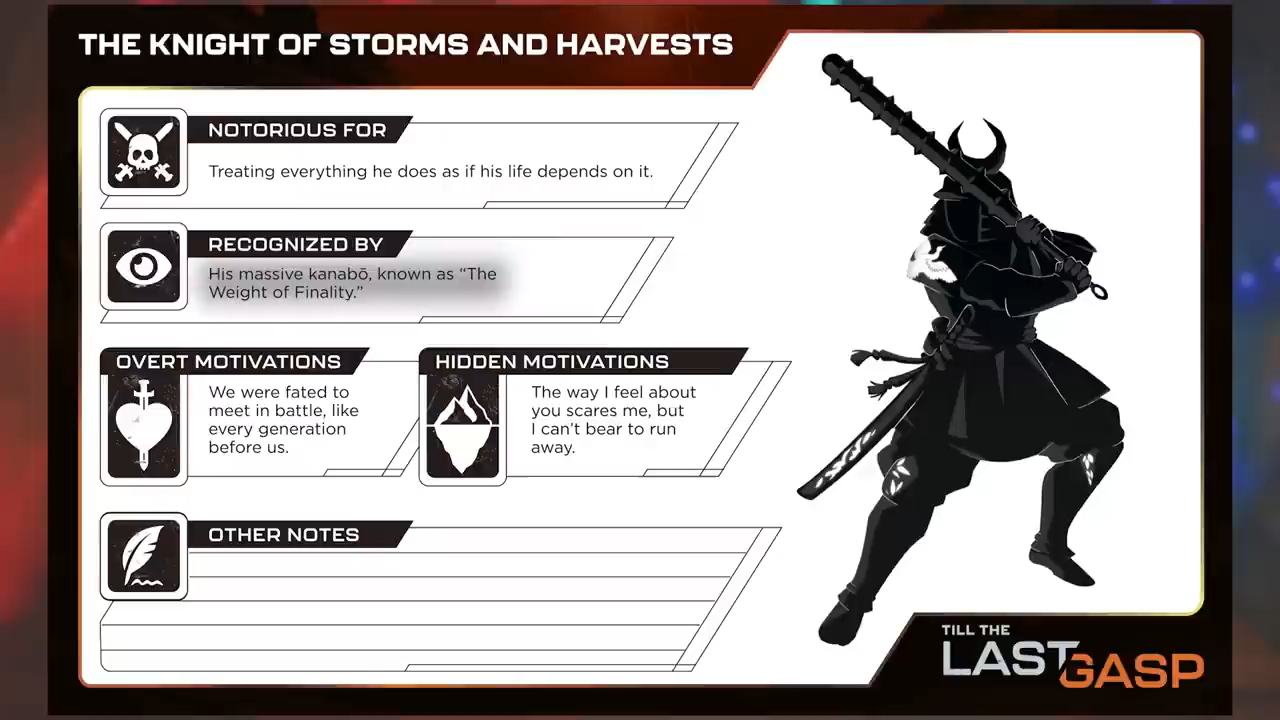 THE KNIGHT OF STORMS AND HARVESTS
NOTORIOUS FOR
Treating everything he does as if his life depends on it.
RECOGNIZED BY
His massive kanabō, known as “The
Weight of Finality.”
OVERT MOTIVATIONS
We were fated to
meet in battle, like
every generation
before us.
HIDDEN MOTIVATIONS
The way I feel about
you scares me, but
I can’t bear to run
away.
OTHER NOTES
TILL THE
LAST
GASP